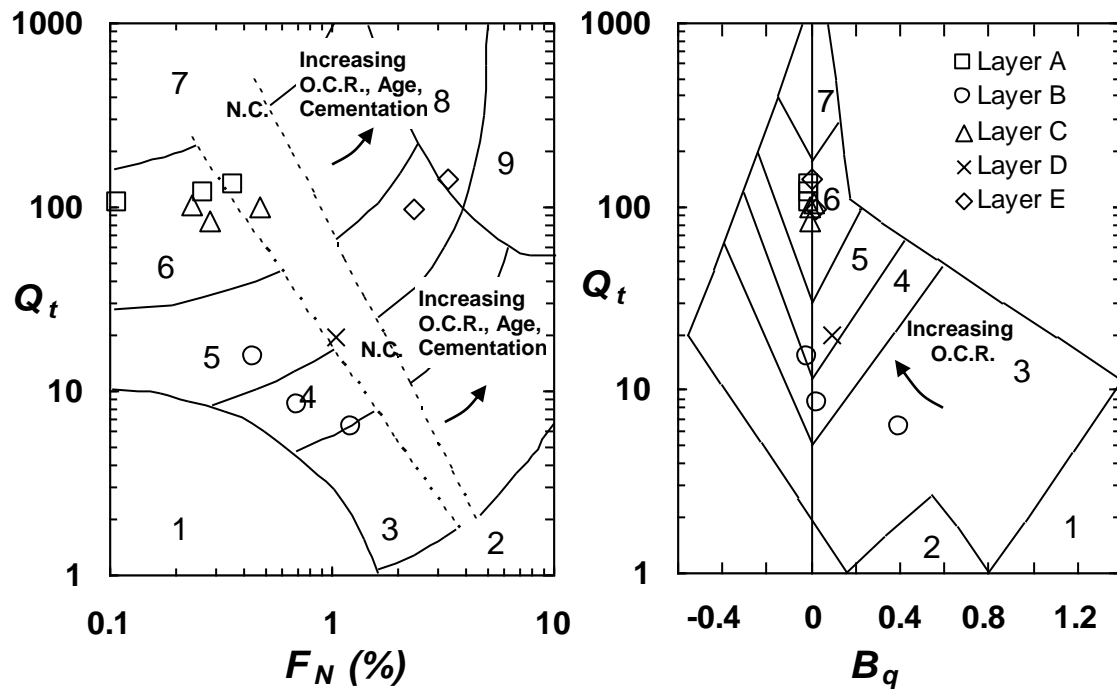 1000
100
10
1
Q t
0.1
1
10
F N (%)
7
6
5
4
3
1
2
8
9
N.C.
Increasing
O.C.R., Age,
Cementation
N.C.
Increasing
O.C.R., Age,
Cementation
1000
100
10
1
Q t
-0.4
0
0.4
0.8
1.2
B q
7
6
5
4
3
2
1
Increasing
O.C.R.
Layer A
Layer B
Layer C
Layer D
Layer E